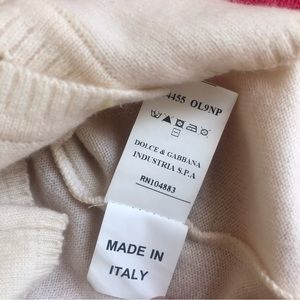 4455 OL9NP
DOLCE & GABBANA
INDUSTRIA S.P.A
RN104883
MADE IN
ITALY